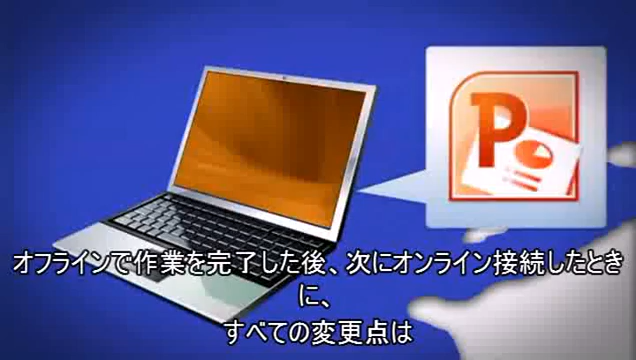 P
オフラインで作業を完了した後、次にオンライン接続したとき
に、
すべての変更点は